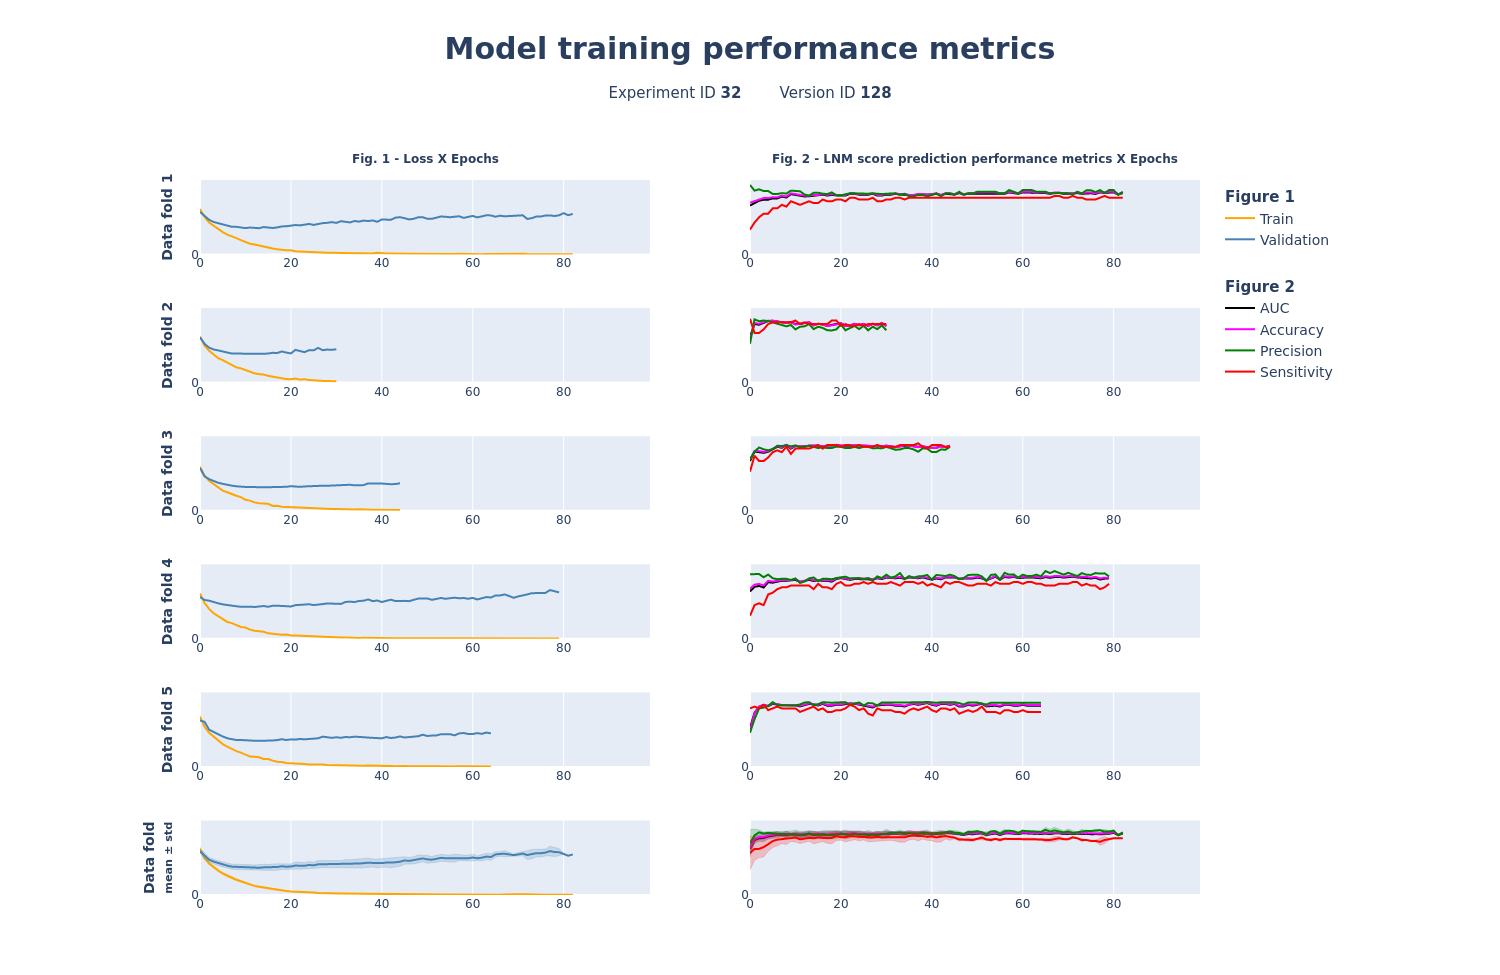 Model training performance metrics
Experiment ID 32 Version ID 128
Fig. 1 - Loss X Epochs
Fig. 2 - LNM score prediction performance metrics X Epochs
Data fold 1
0
0 20 40 60 80
0
0 20 40 60 80
Figure 1
Train
Validation
Figure 2
AUC
Accuracy
Precision
Sensitivity
Data fold 2
0
0 20 40 60 80
0
0 20 40 60 80
Data fold 3
0
0 20 40 60 80
0
0 20 40 60 80
Data fold 4
0
0 20 40 60 80
0
0 20 40 60 80
Data fold 5
0
0 20 40 60 80
0
0 20 40 60 80
Data fold
mean ± std
0
0 20 40 60 80
0
0 20 40 60 80